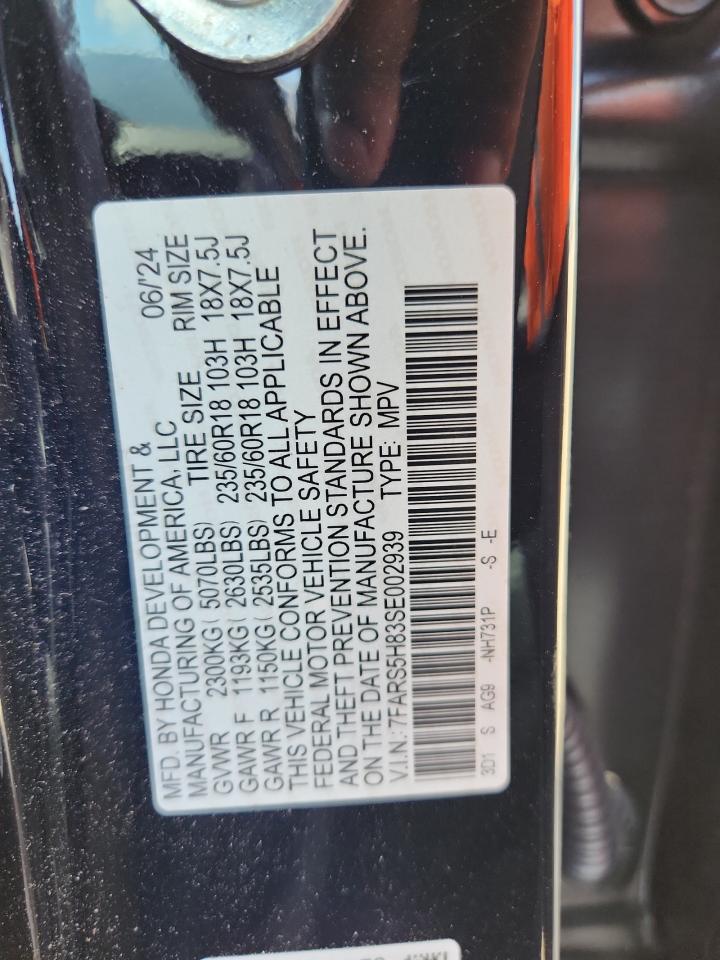 MFD. BY HONDA DEVELOPMENT &
MANUFACTURING OF AMERICA, LLC 06/'24
GVWR 2300KG( 5070LBS) TIRE SIZE RIM SIZE
GAWR F 1193KG( 2630LBS) 235/60R18 103H 18X7.5J
GAWR R 1150KG( 2535LBS) 235/60R18 103H 18X7.5J
THIS VEHICLE CONFORMS TO ALL APPLICABLE
FEDERAL MOTOR VEHICLE SAFETY
AND THEFT PREVENTION STANDARDS IN EFFECT
ON THE DATE OF MANUFACTURE SHOWN ABOVE.
V.I.N.: 7FARS5H83SE002939 TYPE: MPV
3D1 S AG9 -NH731P -S -E